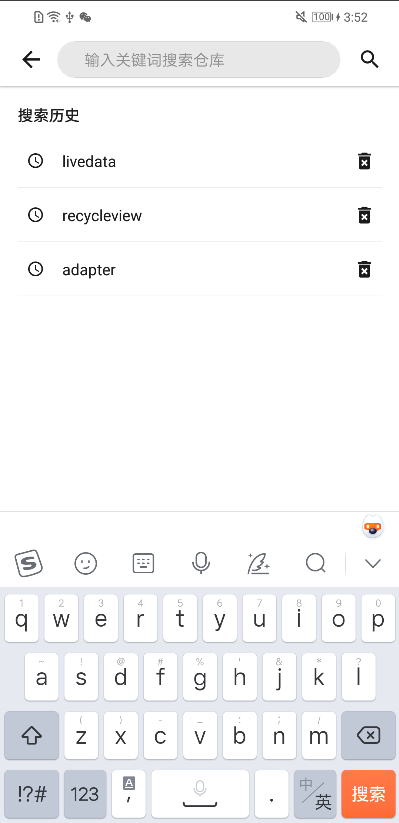 100 3:52
输入关键词搜索仓库
搜索历史
livedata
recycleview
adapter
S
1 2 3 4 5 6 7 8 9 0
q w e r t y u i o p
~ ! @ # % ' & * ?
a s d f g h j k l
( ) - _ : ; /
z x c v b n m
!?# 123 A , . 中/英 搜索